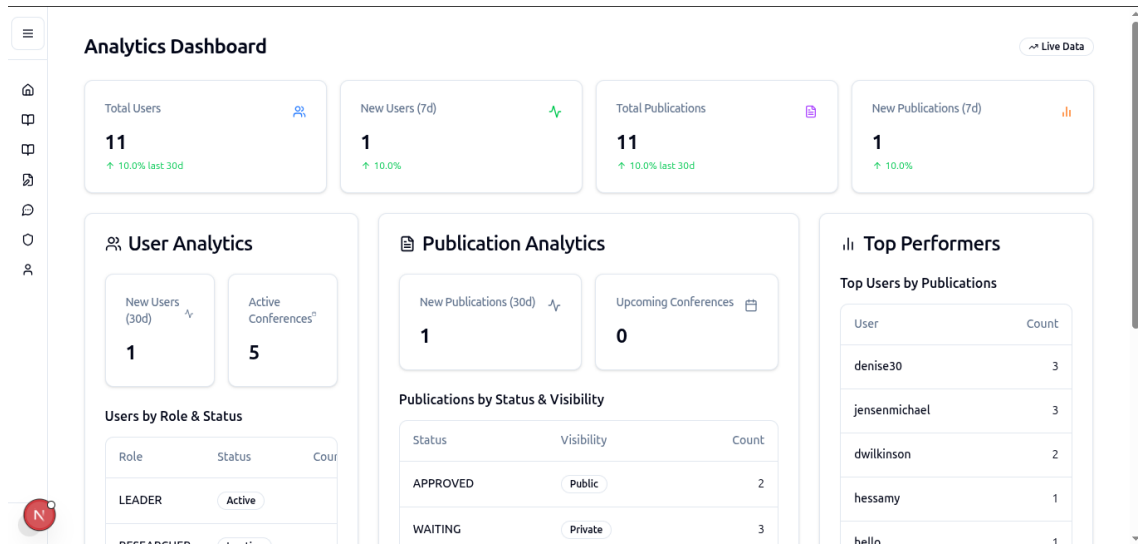 Analytics Dashboard
Live Data
Total Users
11
↑ 10.0% last 30d
New Users (7d)
1
↑ 10.0%
Total Publications
11
↑ 10.0% last 30d
New Publications (7d)
1
↑ 10.0%
User Analytics
New Users
(30d)
1
Active
Conferences
5
Users by Role & Status
Role Status Cour
LEADER Active
RESEARCHER
Publication Analytics
New Publications (30d)
1
Upcoming Conferences
0
Publications by Status & Visibility
Status Visibility Count
APPROVED Public 2
WAITING Private 3
Top Performers
Top Users by Publications
User Count
denise30 3
jensenmichael 3
dwilkinson 2
hessamy 1
hello 1
N